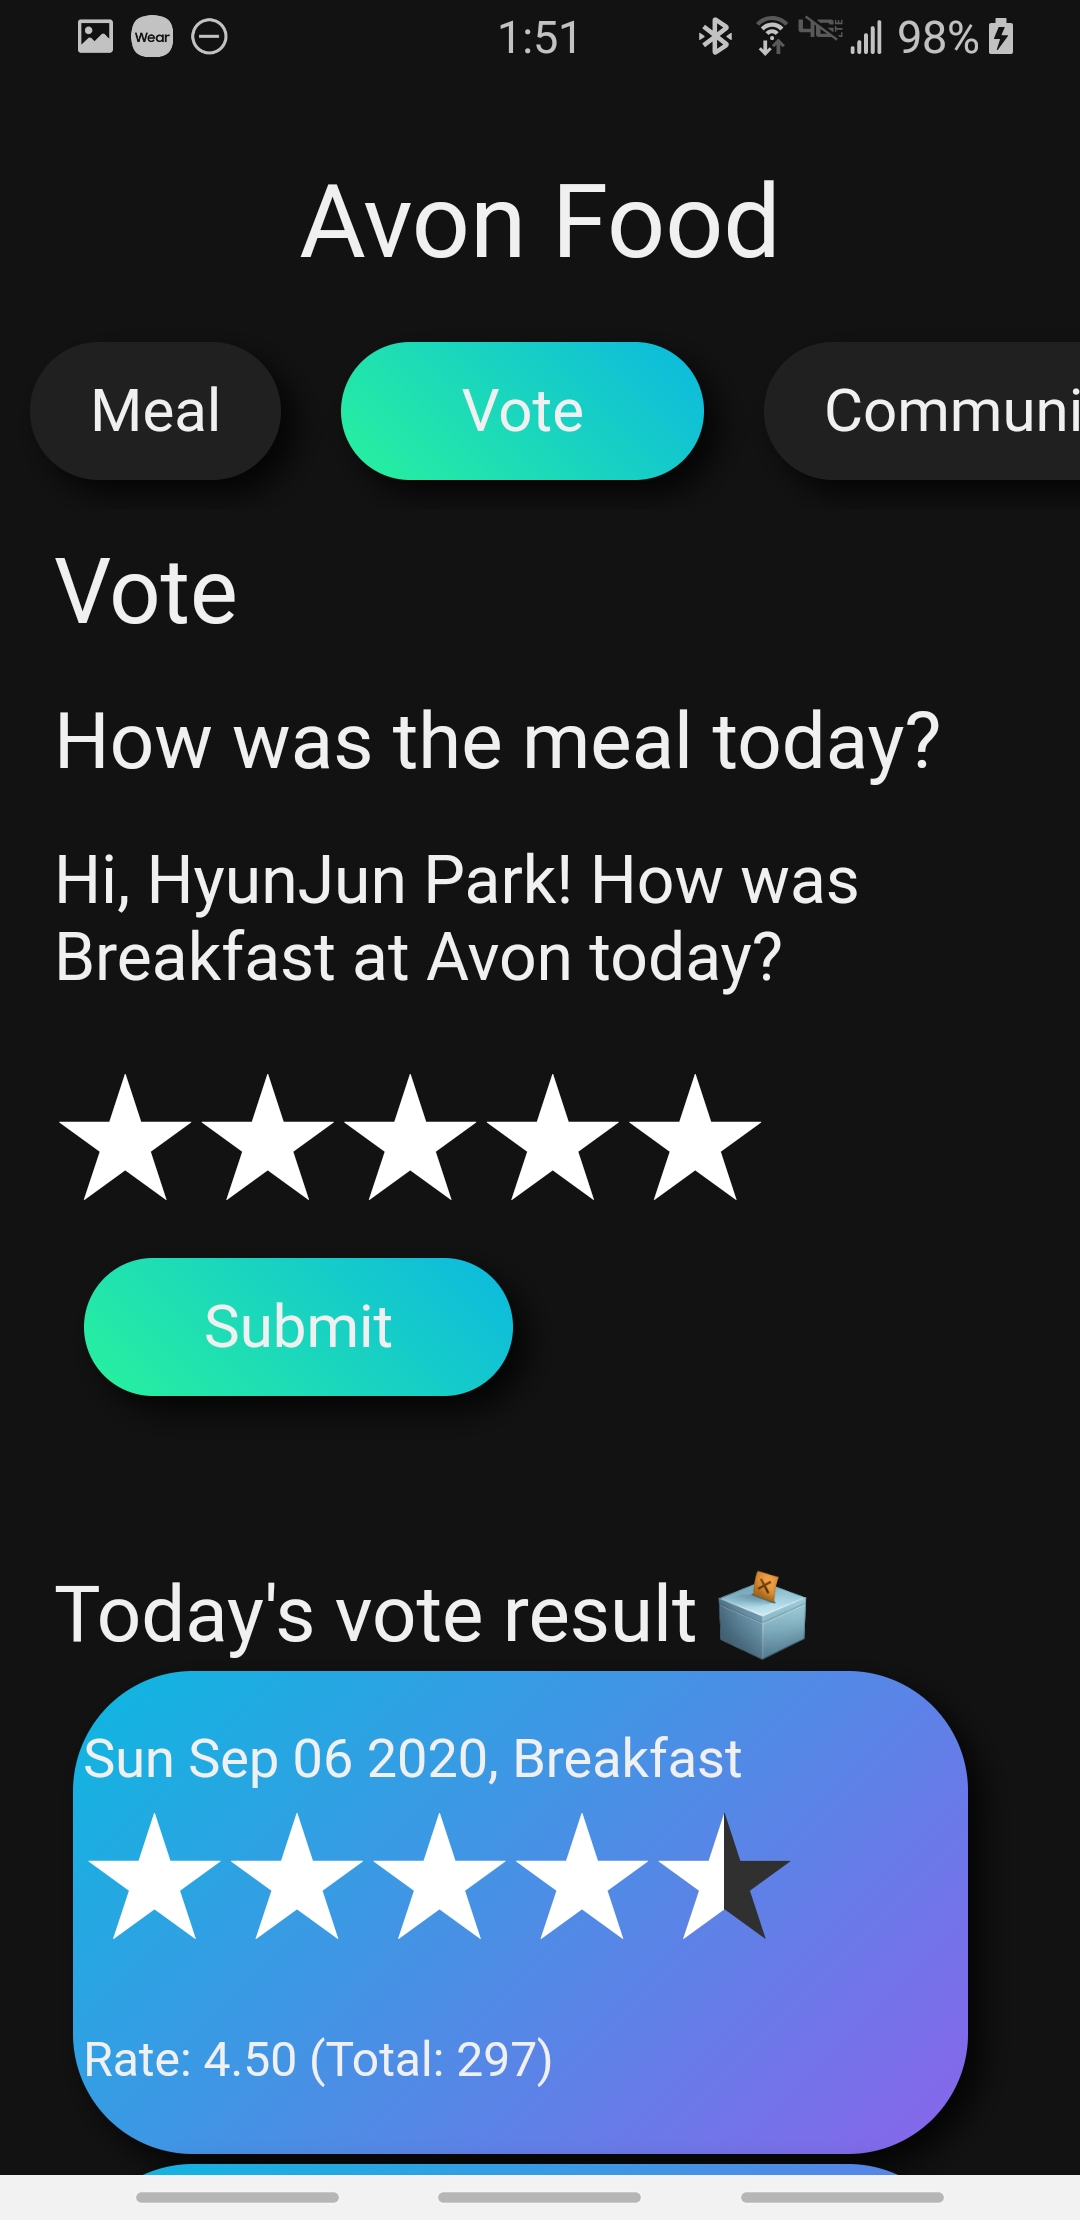 Wear 1:51 98%
Avon Food
Meal Vote Communi
Vote
How was the meal today?
Hi, HyunJun Park! How was
Breakfast at Avon today?
Submit
Today's vote result
Sun Sep 06 2020, Breakfast
Rate: 4.50 (Total: 297)